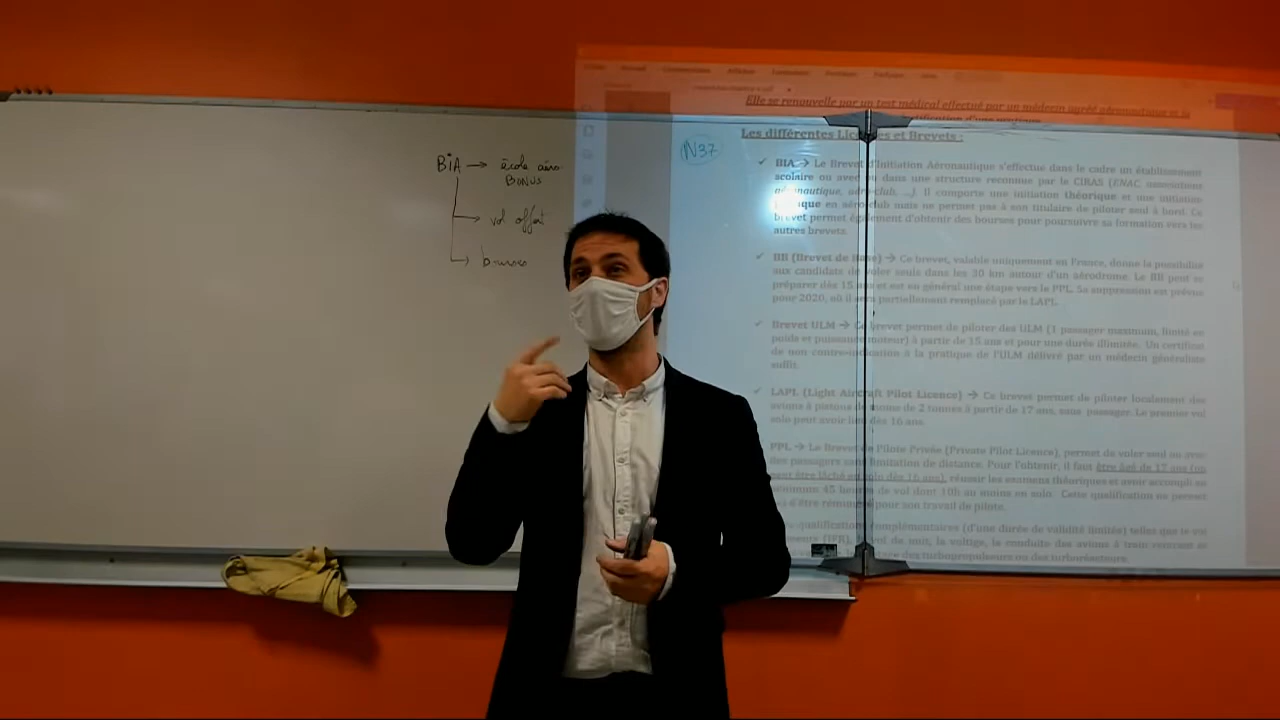 BIA → école aéro
BONUS
→ vol offert
→ bourses
Elle se renouvelle par un test médical effectué par un médecin agréé aéronautique et la
d'une pratique
Les différentes et Brevets :
N37
✓ BIA → Le Brevet d'Initiation Aéronautique s'effectue dans le cadre un établissement
scolaire ou avec ou dans une structure reconnue par le CIRAS (ENAC associations
aéro-club, ...). Il comporte une initiation théorique et une initiation
en aéro-club mais ne permet pas à son titulaire de piloter seul à bord. Ce
brevet permet également d'obtenir des bourses pour poursuivre sa formation vers les
autres brevets.
✓ BB (Brevet de Base) → Ce brevet, valable uniquement en France, donne la possibilité
aux candidats de voler seuls dans les 30 km autour d'un aérodrome. Le BB peut se
préparer dès 15 ans et est en général une étape vers le PPL. Sa suppression est prévue
pour 2020, où il sera partiellement remplacé par la LAPL.
✓ Brevet ULM → Ce brevet permet de piloter des ULM (1 passager maximum, limité en
poids et puissance moteur) à partir de 15 ans et pour une durée illimitée. Un certificat
de non contre-indication à la pratique de l'ULM délivré par un médecin généraliste
suffit.
✓ LAPL (Light Aircraft Pilot Licence) → Ce brevet permet de piloter localement des
avions à pistons de moins de 2 tonnes à partir de 17 ans, sans passager. Le premier vol
solo peut avoir lieu dès 16 ans.
PPL → Le Brevet de Pilote Privée (Private Pilot Licence), permet de voler seul ou avec
des passagers sans limitation de distance. Pour l'obtenir, il faut être âgé de 17 ans (on
peut être lâché en solo dès 16 ans), réussir les examens théoriques et avoir accompli au
minimum 45 heures de vol dont 10h au moins en solo. Cette qualification ne permet
d'être rémunéré pour son travail de pilote.
qualifications complémentaires (d'une durée de validité limitée) telles que le vol
(IFR), vol de nuit, la voltige, la conduite des avions à train rentrant
des turbopropulseurs ou des turboréacteurs.